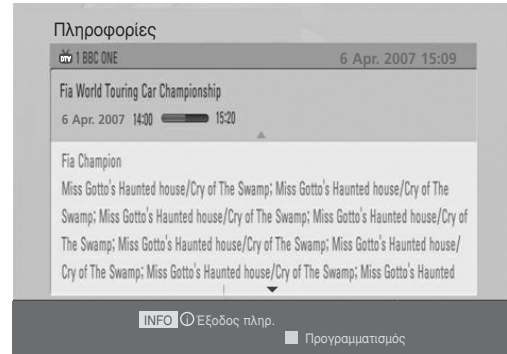 Πληροφορίες
DTV 1 BBC ONE 6 Apr. 2007 15:09
Fia World Touring Car Championship
6 Apr. 2007 14:00 15:20
Fia Champion
Miss Gotto's Haunted house/Cry of The Swamp; Miss Gotto's Haunted house/Cry of The
Swamp; Miss Gotto's Haunted house/Cry of The Swamp; Miss Gotto's Haunted house/Cry of
The Swamp; Miss Gotto's Haunted house/Cry of The Swamp; Miss Gotto's Haunted house/
Cry of The Swamp; Miss Gotto's Haunted house/Cry of The Swamp; Miss Gotto's Haunted
INFO ⓘ Έξοδος πληρ.
Προγραμματισμός